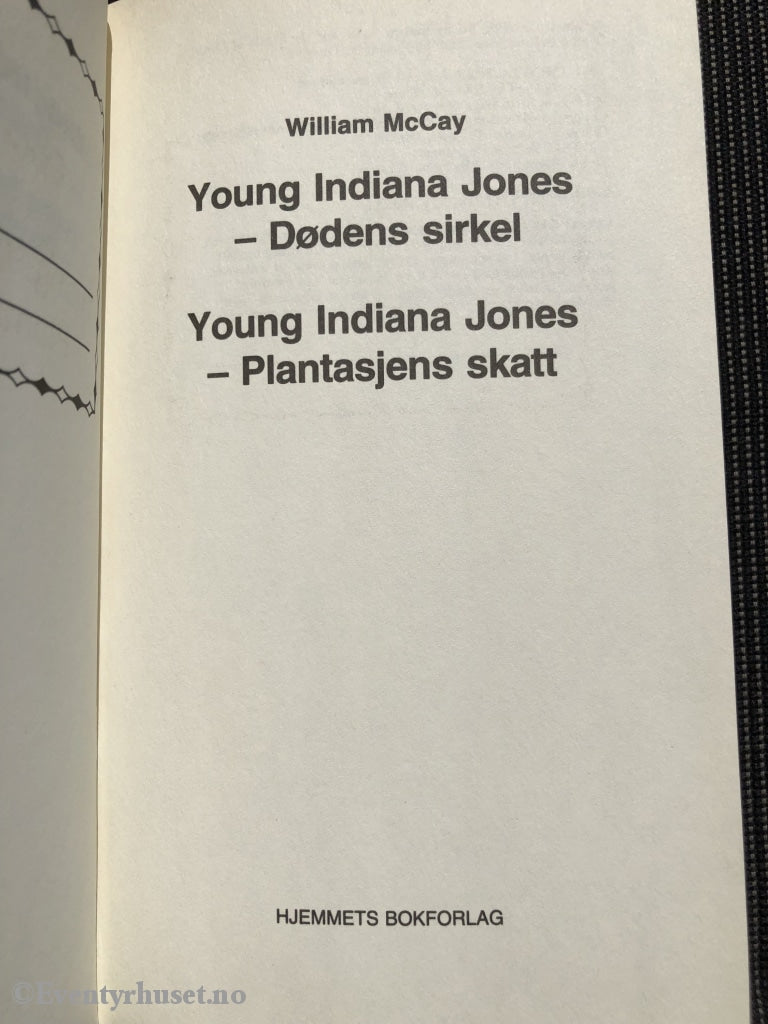 William McCay
Young Indiana Jones
– Dødens sirkel
Young Indiana Jones
– Plantasjens skatt
HJEMMETS BOKFORLAG
©Eventyrhuset.no